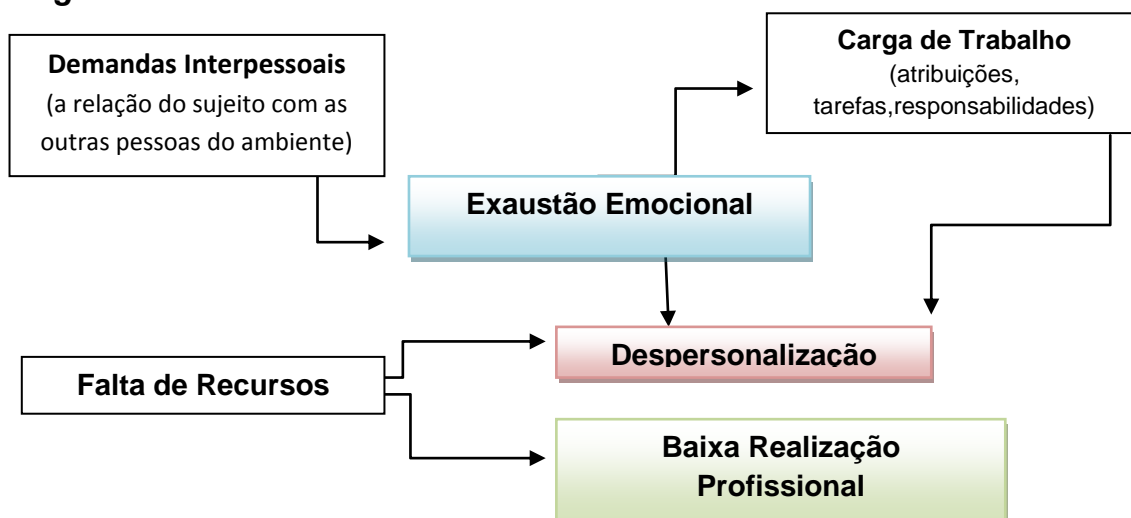 Demandas Interpessoais
(a relação do sujeito com as
outras pessoas do ambiente)
Carga de Trabalho
(atribuições,
tarefas,responsabilidades)
Exaustão Emocional
Despersonalização
Falta de Recursos
Baixa Realização
Profissional